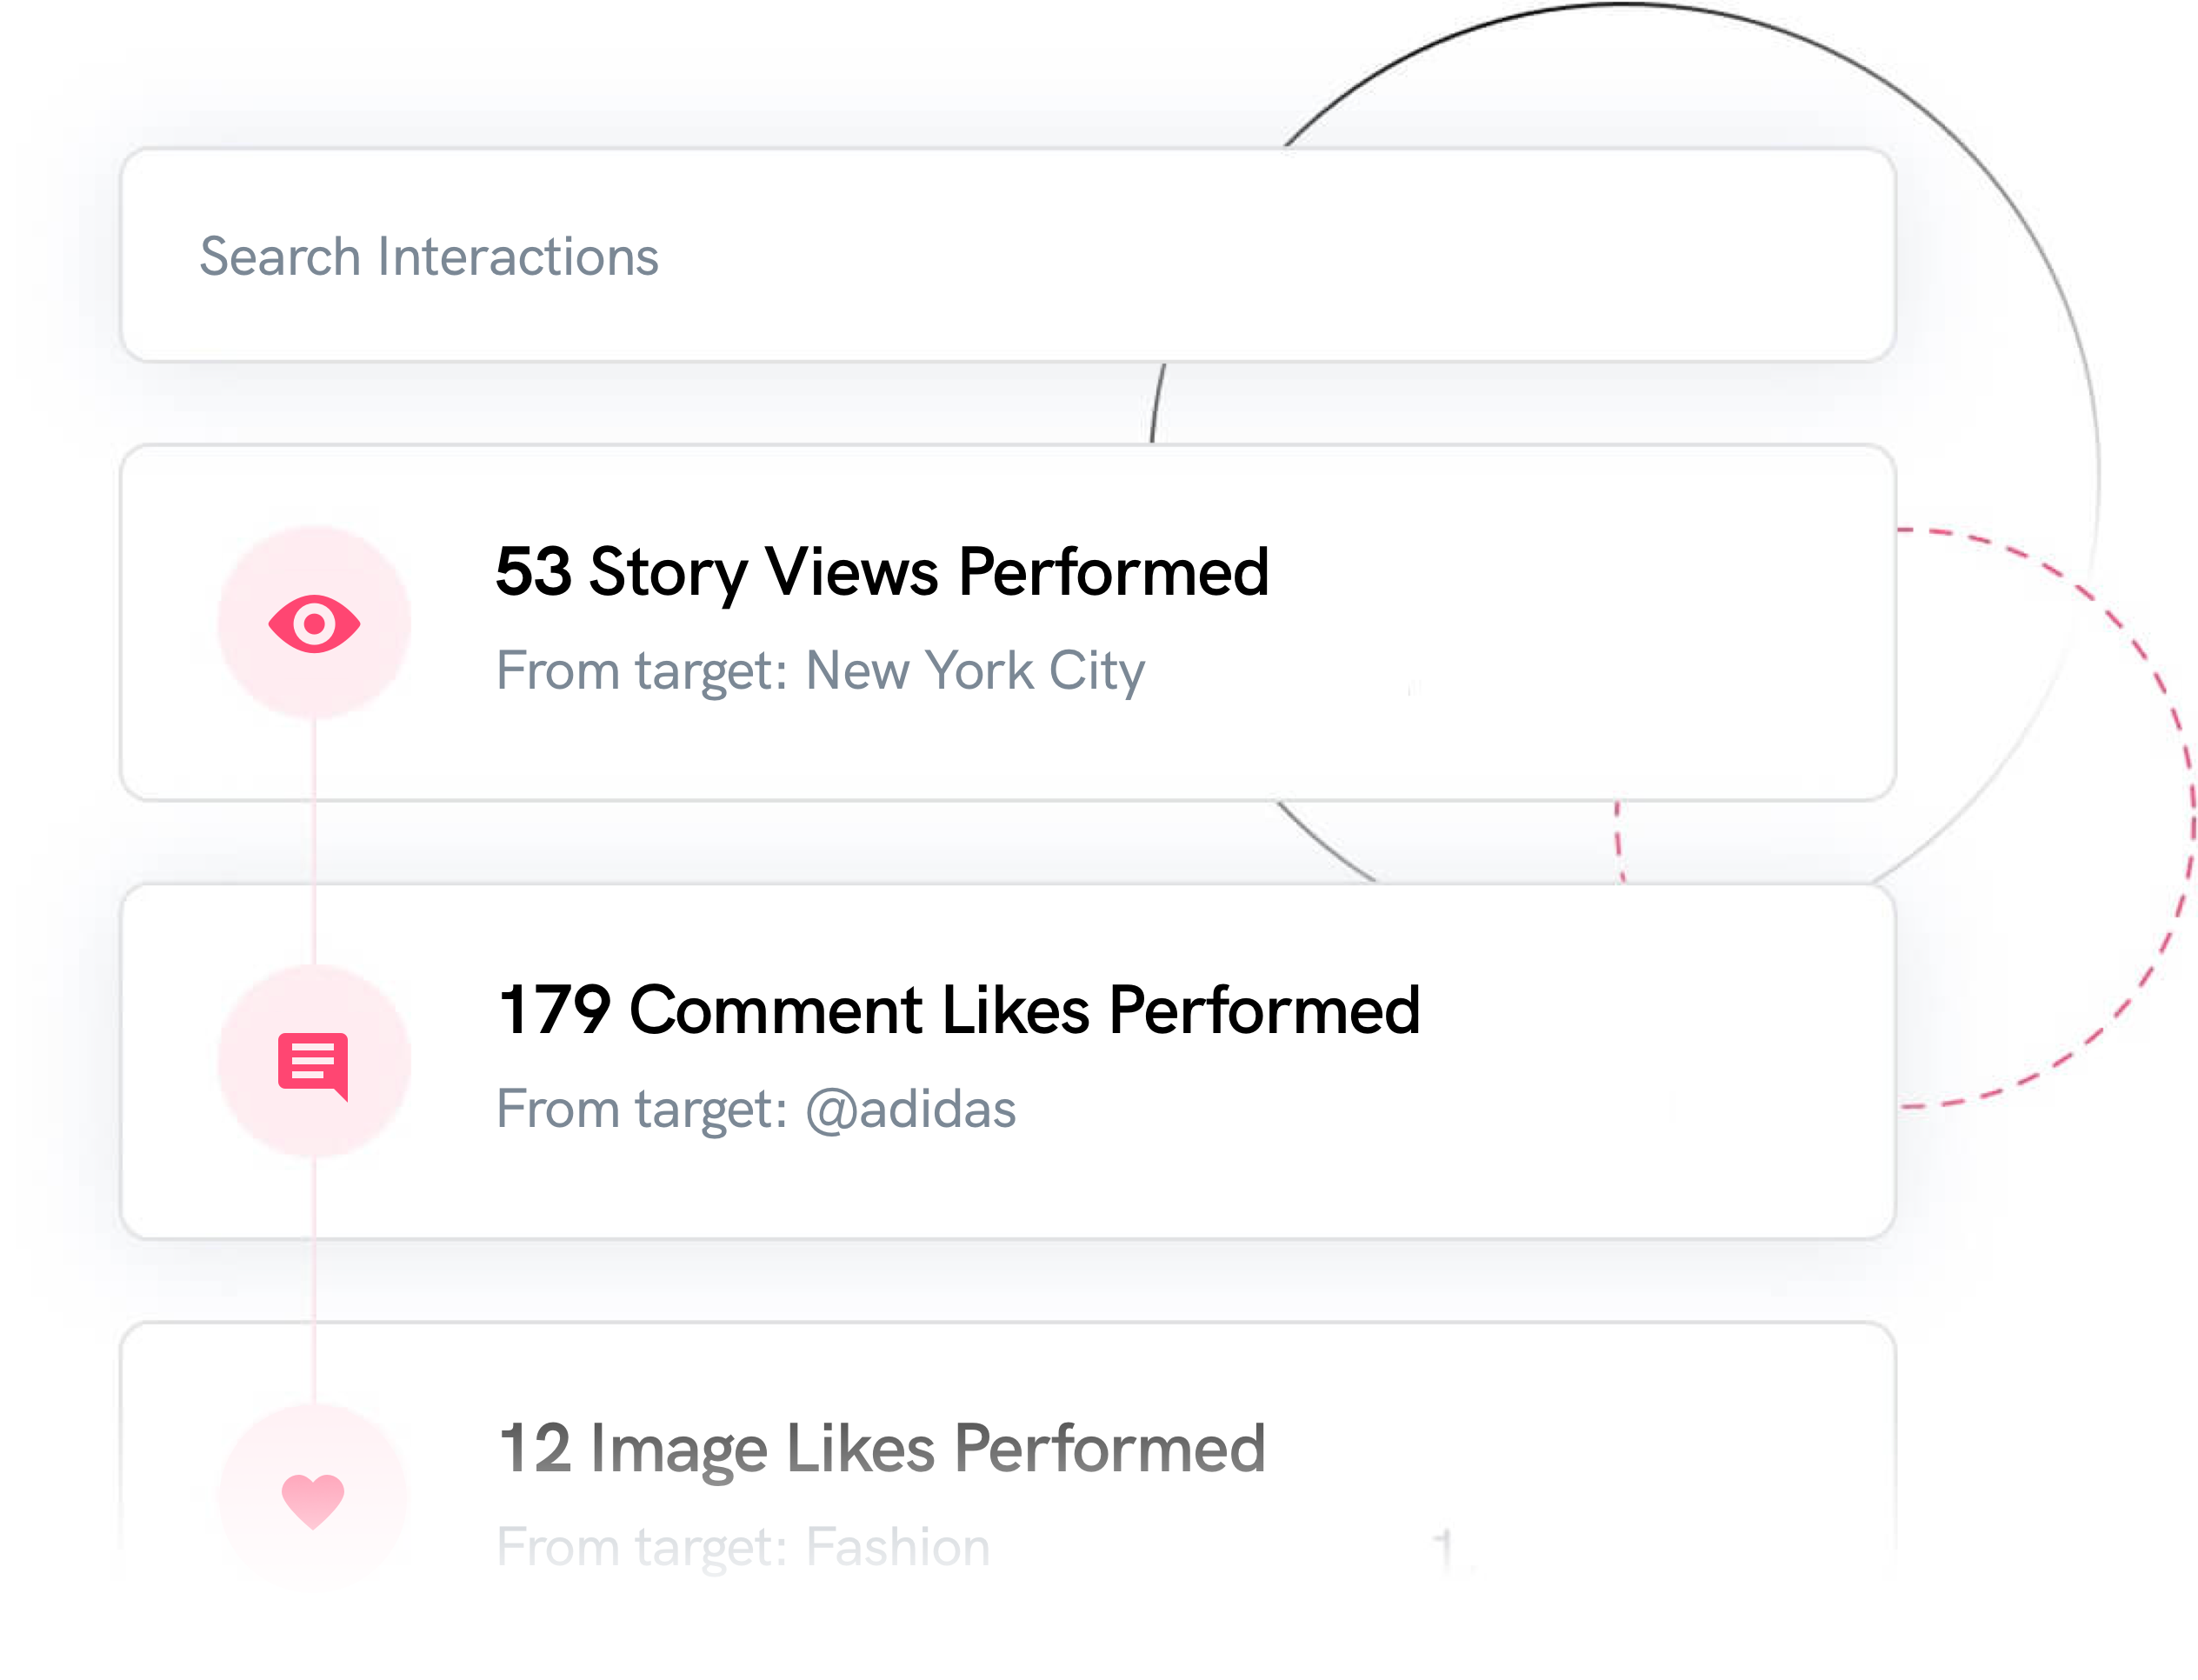 Search Interactions
53 Story Views Performed
From target: New York City
179 Comment Likes Performed
From target: @adidas
12 Image Likes Performed
From target: Fashion